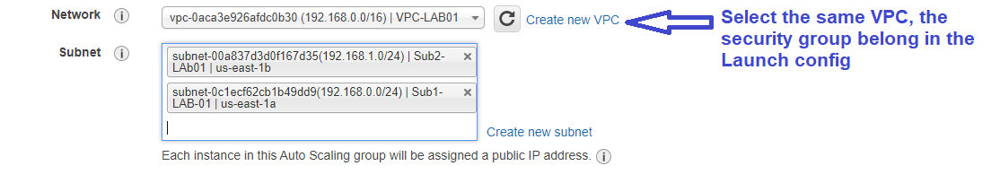 Network
vpc-0aca3e926afdc0b30 (192.168.0.0/16) | VPC-LAB01
Create new VPC
Select the same VPC, the
security group belong in the
Launch config
Subnet
subnet-00a837d3d0f167d35(192.168.1.0/24) | Sub2-
LAb01 | us-east-1b
subnet-0c1ecf62cb1b49dd9(192.168.0.0/24) | Sub1-
LAB-01 | us-east-1a
Create new subnet
Each instance in this Auto Scaling group will be assigned a public IP address.